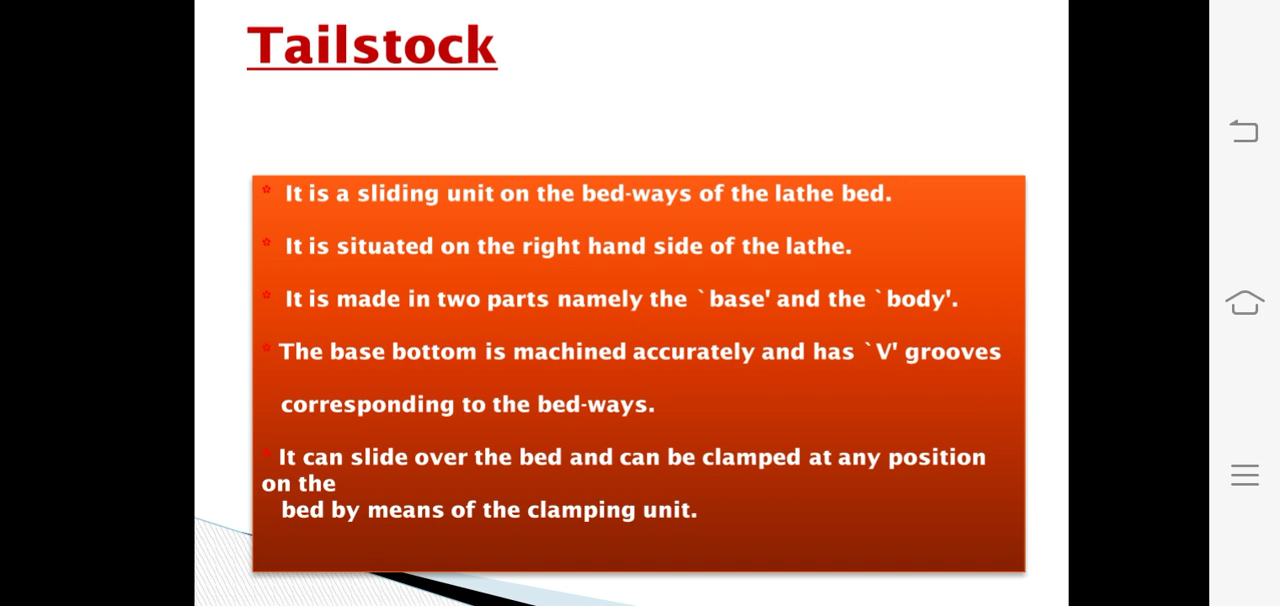 Tailstock
It is a sliding unit on the bed-ways of the lathe bed.
It is situated on the right hand side of the lathe.
It is made in two parts namely the `base' and the `body'.
The base bottom is machined accurately and has `V' grooves
corresponding to the bed-ways.
It can slide over the bed and can be clamped at any position
on the
bed by means of the clamping unit.